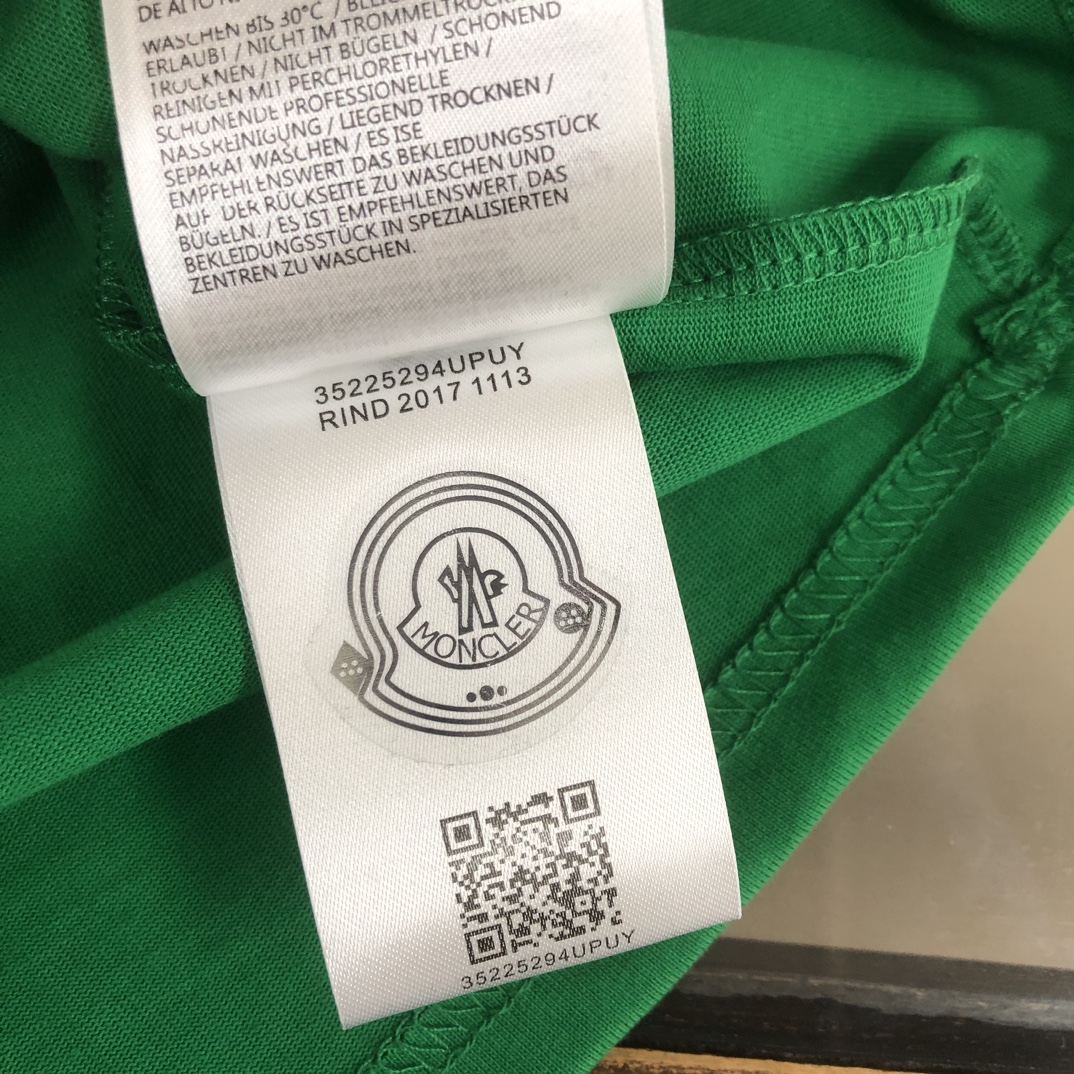 DE ALTO
WASCHEN BIS 30°C /
ERLAUBT / NICHT IM
TROCKNEN / NICHT BÜGELN / SCHONEND
REINIGEN MIT PERCHLORETHYLEN /
SCHONENDE PROFESSIONELLE
NASSREINIGUNG / LIEGEND TROCKNEN /
SEPARAT WASCHEN / ES ISE
EMPFEHLENSWERT DAS BEKLEIDUNGSSTÜCK
AUF DER RÜCKSEITE ZU WASCHEN UND
BÜGELN. / ES IST EMPFEHLENSWERT, DAS
BEKLEIDUNGSSTÜCK IN SPEZIALISIERTEN
ZENTREN ZU WASCHEN.
35225294UPUY
RIND 2017 1113
MONCLER
35225294UPUY